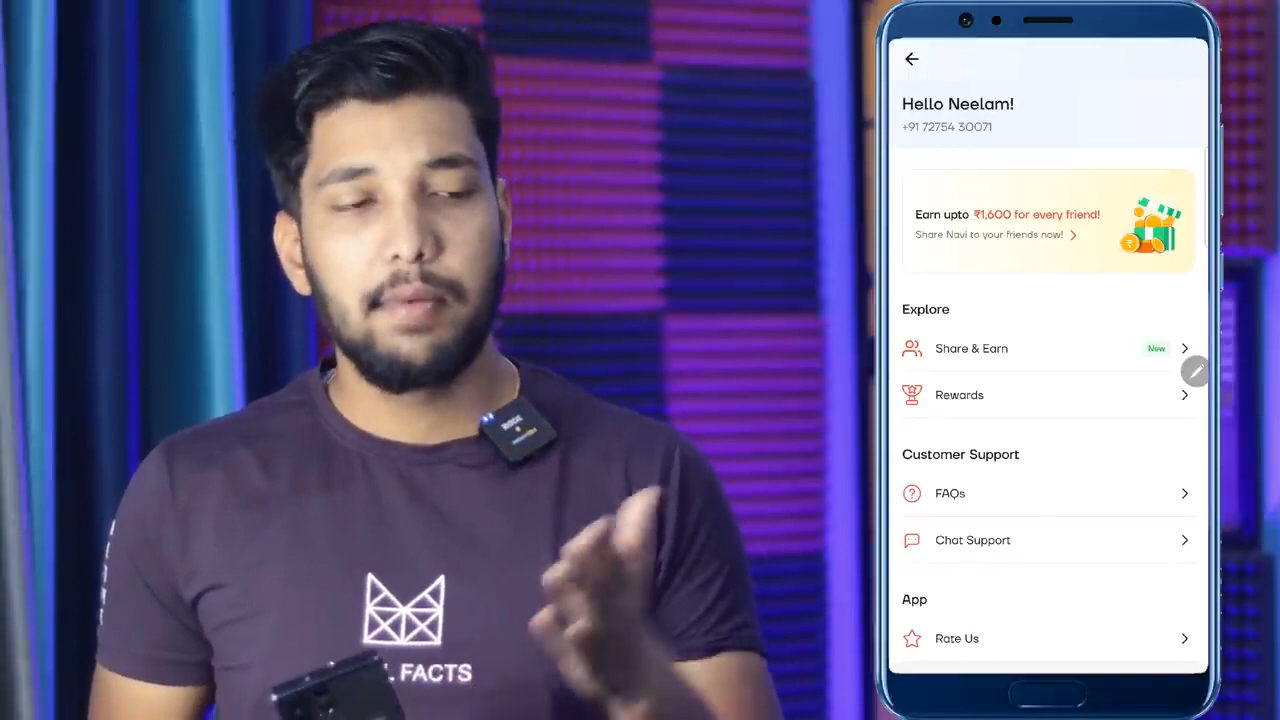 Hello Neelam!
+91 72754 30071
Earn upto ₹1,600 for every friend!
Share Navi to your friends now!
Explore
Share & Earn New
Rewards
Customer Support
FAQs
Chat Support
App
Rate Us
RODE
FACTS